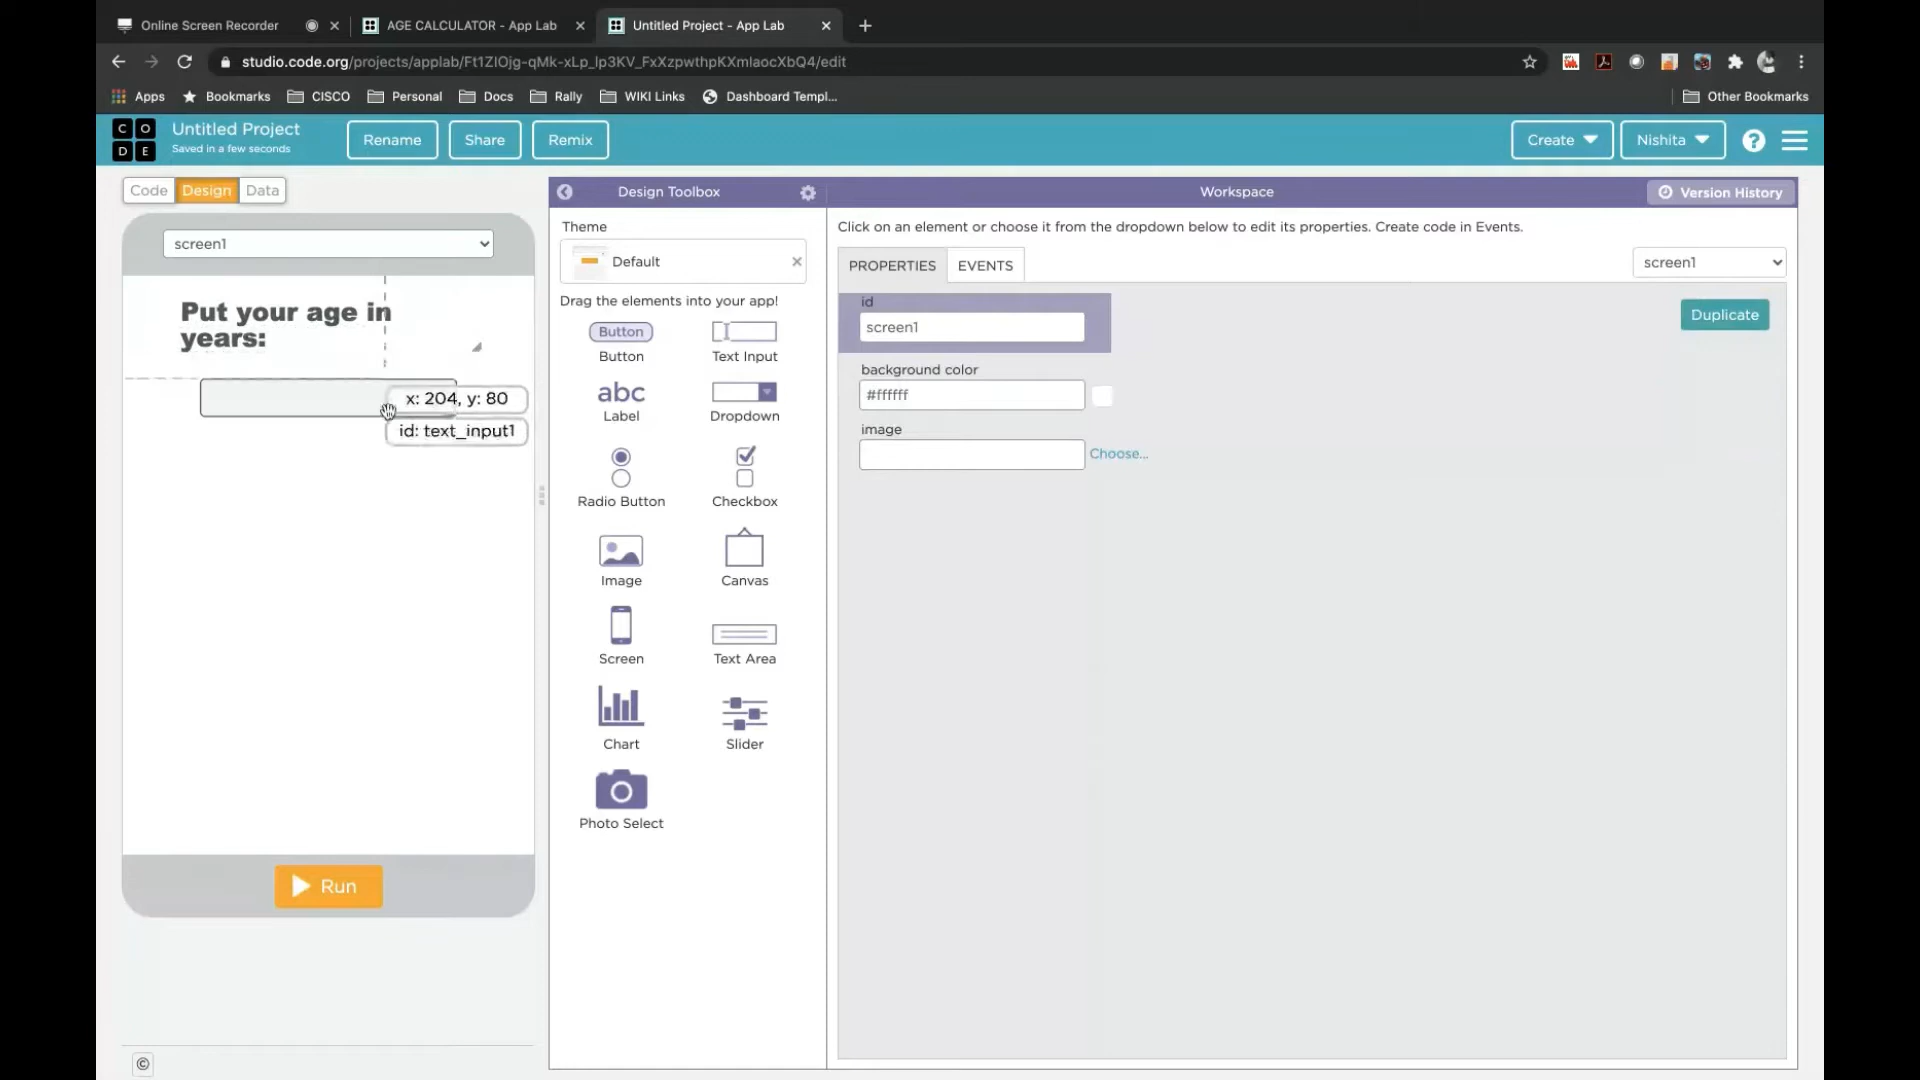 Online Screen Recorder
AGE CALCULATOR - App Lab
Untitled Project - App Lab
studio.code.org/projects/applab/Ft1ZIOjg-qMk-xLp_lp3KV_FxXzpwthpKXmlaocXbQ4/edit
Apps
Bookmarks
CISCO
Personal
Docs
Rally
WIKI Links
Dashboard Templ...
Other Bookmarks
C O
D E
Untitled Project
Saved in a few seconds
Rename
Share
Remix
Create
Nishita
?
Code
Design
Data
Design Toolbox
Workspace
Version History
screen1
Put your age in
years:
x: 204, y: 80
id: text_input1
Run
©
Theme
Default
Drag the elements into your app!
Button
Button
Text Input
abc
Label
Dropdown
Radio Button
Checkbox
Image
Canvas
Screen
Text Area
Chart
Slider
Photo Select
Click on an element or choose it from the dropdown below to edit its properties. Create code in Events.
PROPERTIES
EVENTS
screen1
id
screen1
Duplicate
background color
#ffffff
image
Choose...